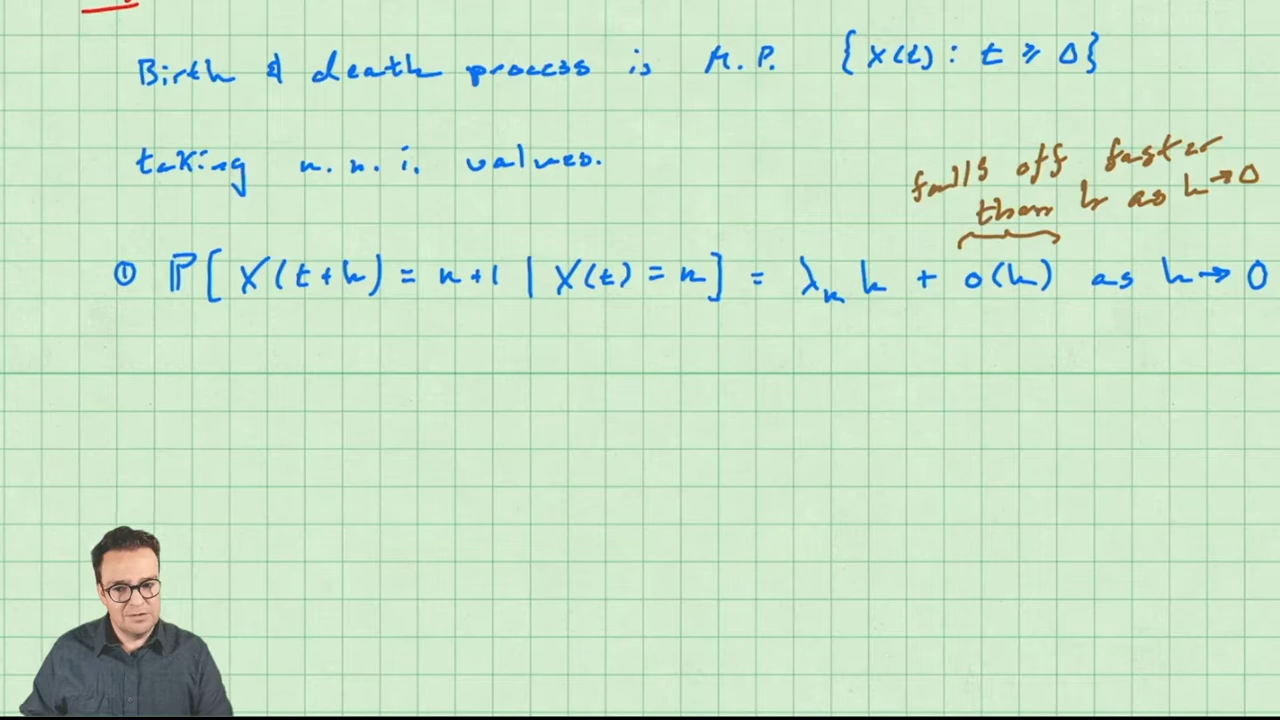 Birth & death process is M.P. {X(t): t ≥ 0}
taking n.n.i. values.
falls off faster
than h as h→0
① ℙ[X(t+h) = n+1 | X(t) = n] = λₙ h + o(h) as h→0